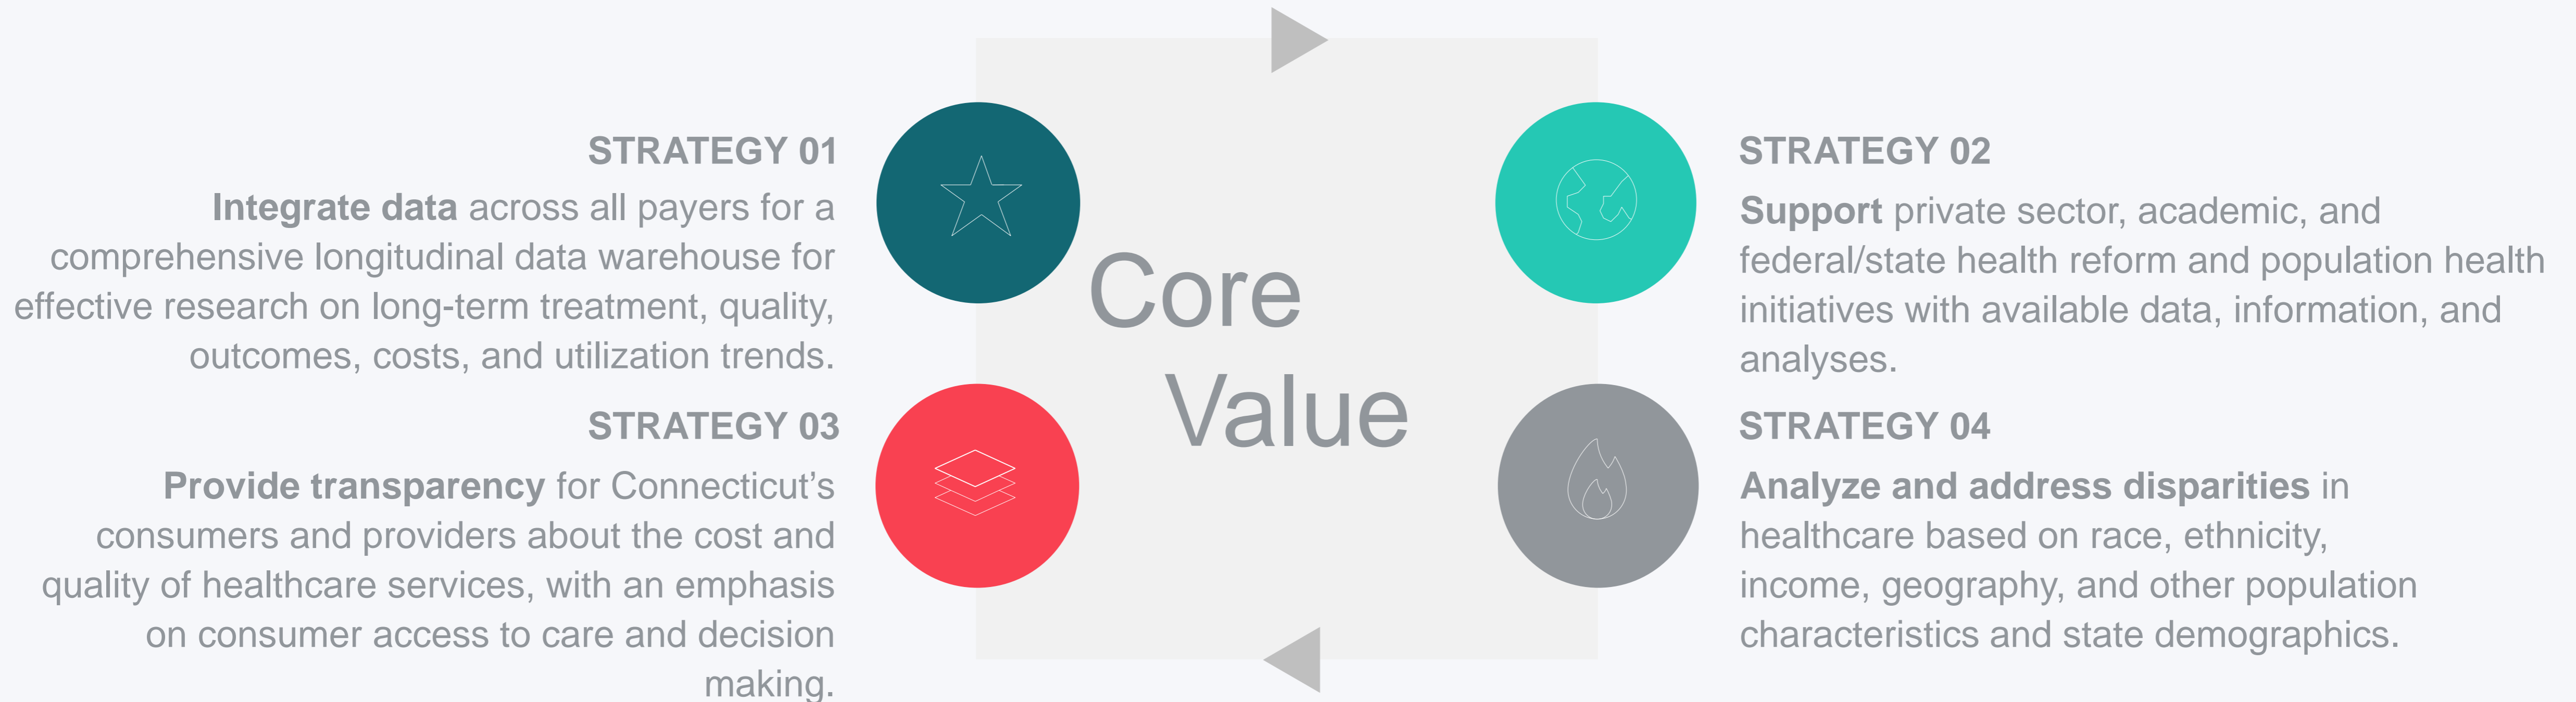 STRATEGY 01
Integrate data across all payers for a
comprehensive longitudinal data warehouse for
effective research on long-term treatment, quality,
outcomes, costs, and utilization trends.
STRATEGY 03
Provide transparency for Connecticut’s
consumers and providers about the cost and
quality of healthcare services, with an emphasis
on consumer access to care and decision
making.
Core
Value
STRATEGY 02
Support private sector, academic, and
federal/state health reform and population health
initiatives with available data, information, and
analyses.
STRATEGY 04
Analyze and address disparities in
healthcare based on race, ethnicity,
income, geography, and other population
characteristics and state demographics.